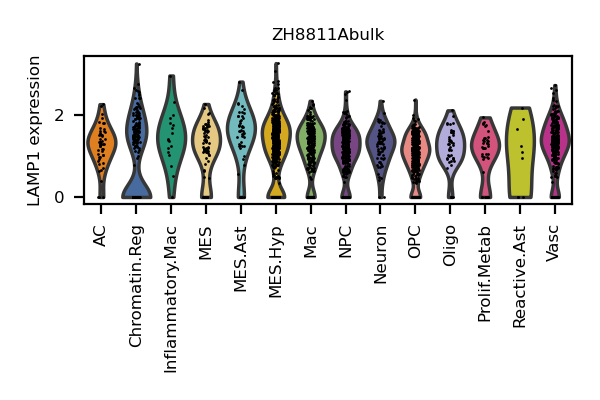 ZH8811Abulk
LAMP1 expression
2
0
AC
Chromatin.Reg
Inflammatory.Mac
MES
MES.Ast
MES.Hyp
Mac
NPC
Neuron
OPC
Oligo
Prolif.Metab
Reactive.Ast
Vasc